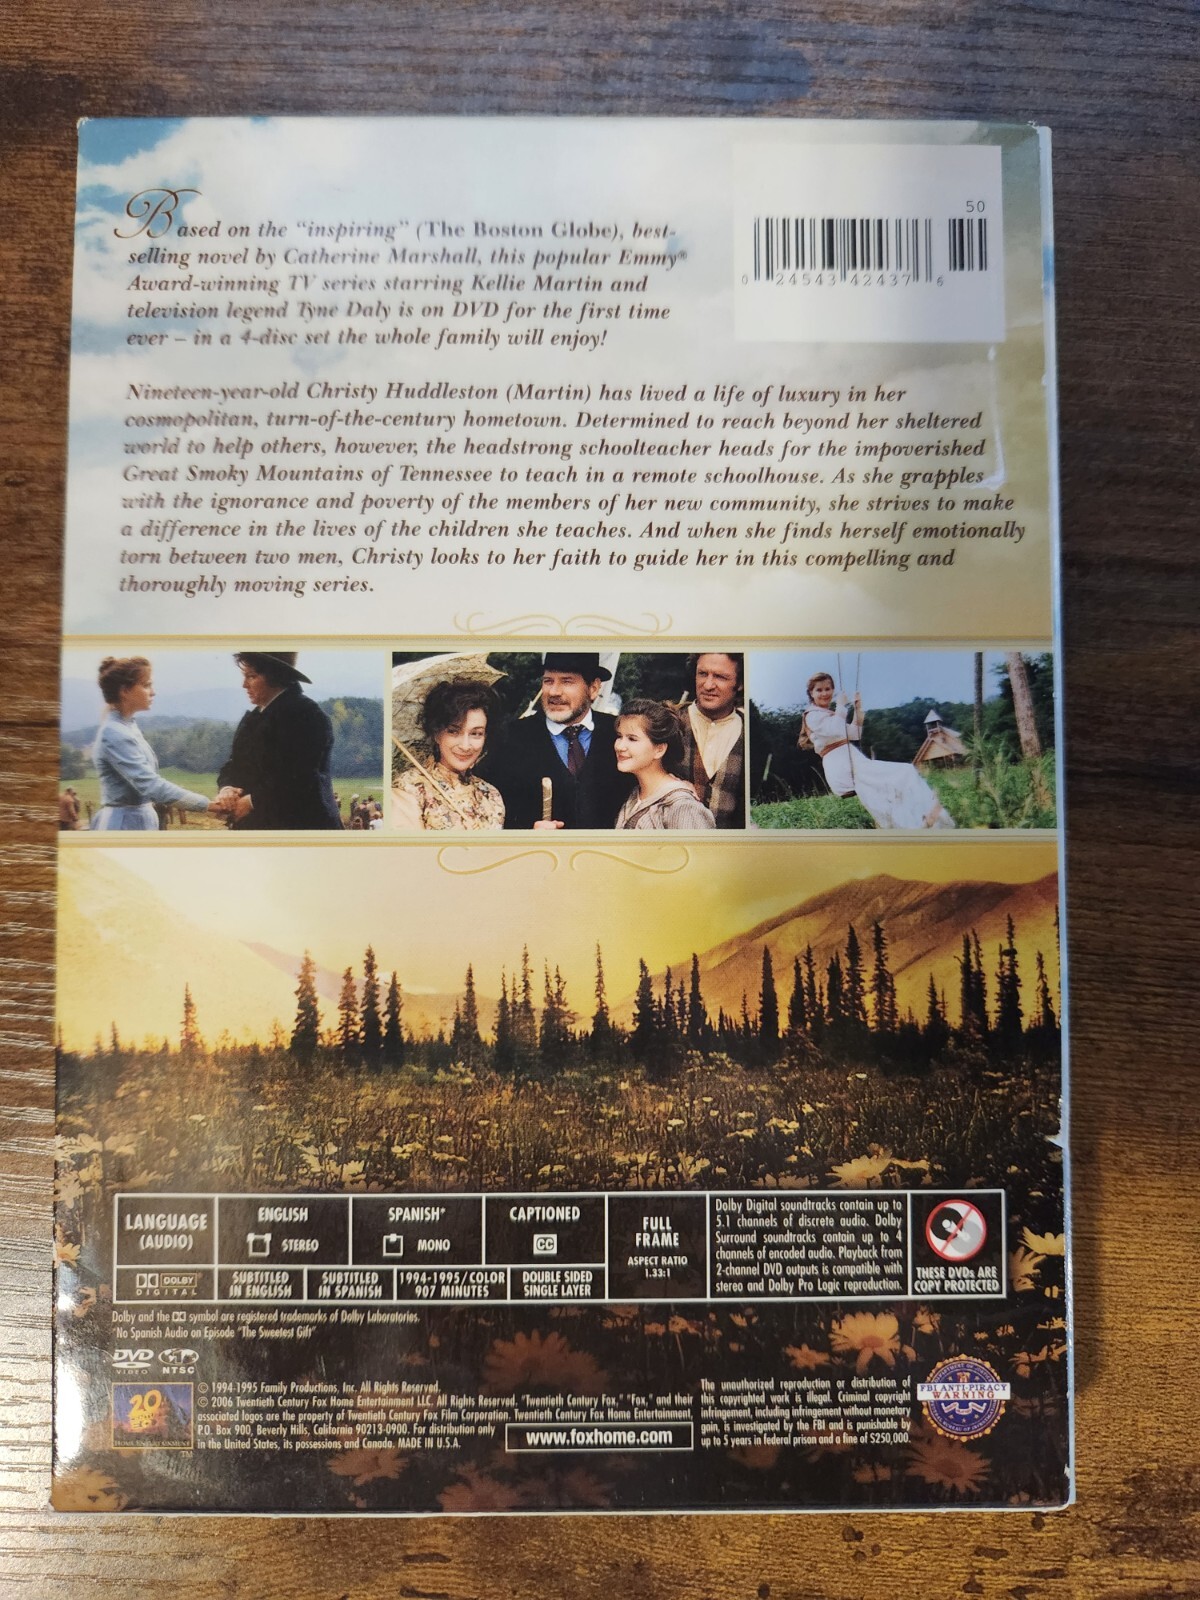 Based on the “inspiring” (The Boston Globe), best-
selling novel by Catherine Marshall, this popular Emmy®
Award-winning TV series starring Kellie Martin and
television legend Tyne Daly is on DVD for the first time
ever – in a 4-disc set the whole family will enjoy!
50
0 24543 42437 6
Nineteen-year-old Christy Huddleston (Martin) has lived a life of luxury in her
cosmopolitan, turn-of-the-century hometown. Determined to reach beyond her sheltered
world to help others, however, the headstrong schoolteacher heads for the impoverished
Great Smoky Mountains of Tennessee to teach in a remote schoolhouse. As she grapples
with the ignorance and poverty of the members of her new community, she strives to make
a difference in the lives of the children she teaches. And when she finds herself emotionally
torn between two men, Christy looks to her faith to guide her in this compelling and
thoroughly moving series.
LANGUAGE
(AUDIO)
ENGLISH
STEREO
SPANISH*
MONO
CAPTIONED
CC
DOLBY
DIGITAL
SUBTITLED
IN ENGLISH
SUBTITLED
IN SPANISH
1994-1995/COLOR
907 MINUTES
DOUBLE SIDED
SINGLE LAYER
FULL
FRAME
ASPECT RATIO
1.33:1
Dolby Digital soundtracks contain up to
5.1 channels of discrete audio. Dolby
Surround soundtracks contain up to 4
channels of encoded audio. Playback from
2-channel DVD outputs is compatible with
stereo and Dolby Pro Logic reproduction.
THESE DVDs ARE
COPY PROTECTED
Dolby and the DD symbol are registered trademarks of Dolby Laboratories.
*No Spanish Audio on Episode "The Sweetest Gift"
DVD
VIDEO
NTSC
20
© 1994-1995 Family Productions, Inc. All Rights Reserved.
© 2006 Twentieth Century Fox Home Entertainment LLC. All Rights Reserved. "Twentieth Century Fox," "Fox," and their
associated logos are the property of Twentieth Century Fox Film Corporation. Twentieth Century Fox Home Entertainment,
P.O. Box 900, Beverly Hills, California 90213-0900. For distribution only
in the United States, its possessions and Canada. MADE IN U.S.A.
www.foxhome.com
The unauthorized reproduction or distribution of
this copyrighted work is illegal. Criminal copyright
infringement, including infringement without monetary
gain, is investigated by the FBI and is punishable by
up to 5 years in federal prison and a fine of $250,000.
FBI ANTI-PIRACY
WARNING